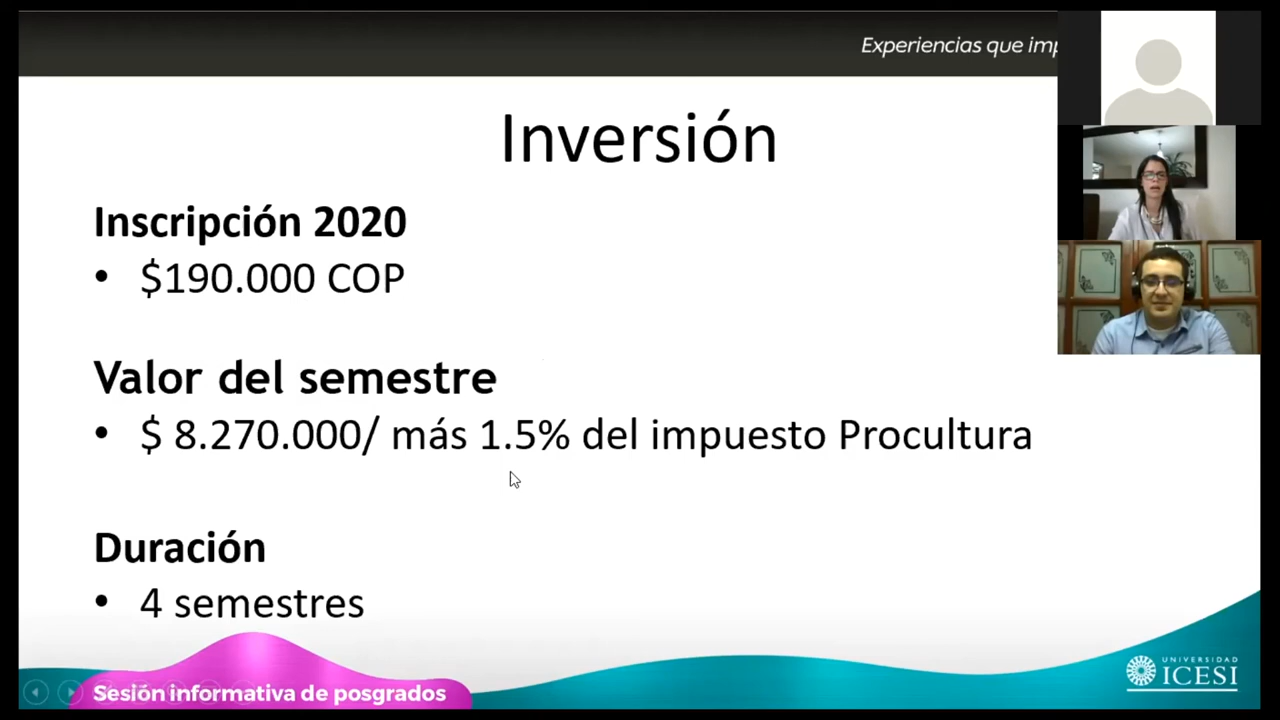 Experiencias que
Inversión
Inscripción 2020
• $190.000 COP
Valor del semestre
• $ 8.270.000/ más 1.5% del impuesto Procultura
Duración
• 4 semestres
Sesión informativa de posgrados
UNIVERSIDAD
ICESI